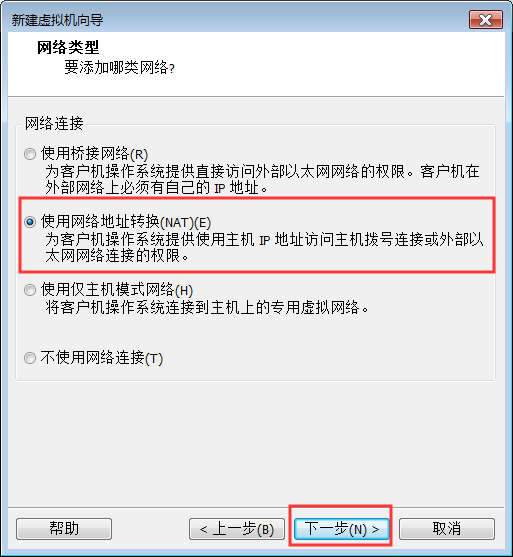 新建虚拟机向导
网络类型
要添加哪类网络?
网络连接
使用桥接网络(R)
为客户机操作系统提供直接访问外部以太网网络的权限。客户机在
外部网络上必须有自己的 IP 地址。
使用网络地址转换(NAT)(E)
为客户机操作系统提供使用主机 IP 地址访问主机拨号连接或外部以
太网网络连接的权限。
使用仅主机模式网络(H)
将客户机操作系统连接到主机上的专用虚拟网络。
不使用网络连接(T)
帮助
< 上一步(B)
下一步(N) >
取消